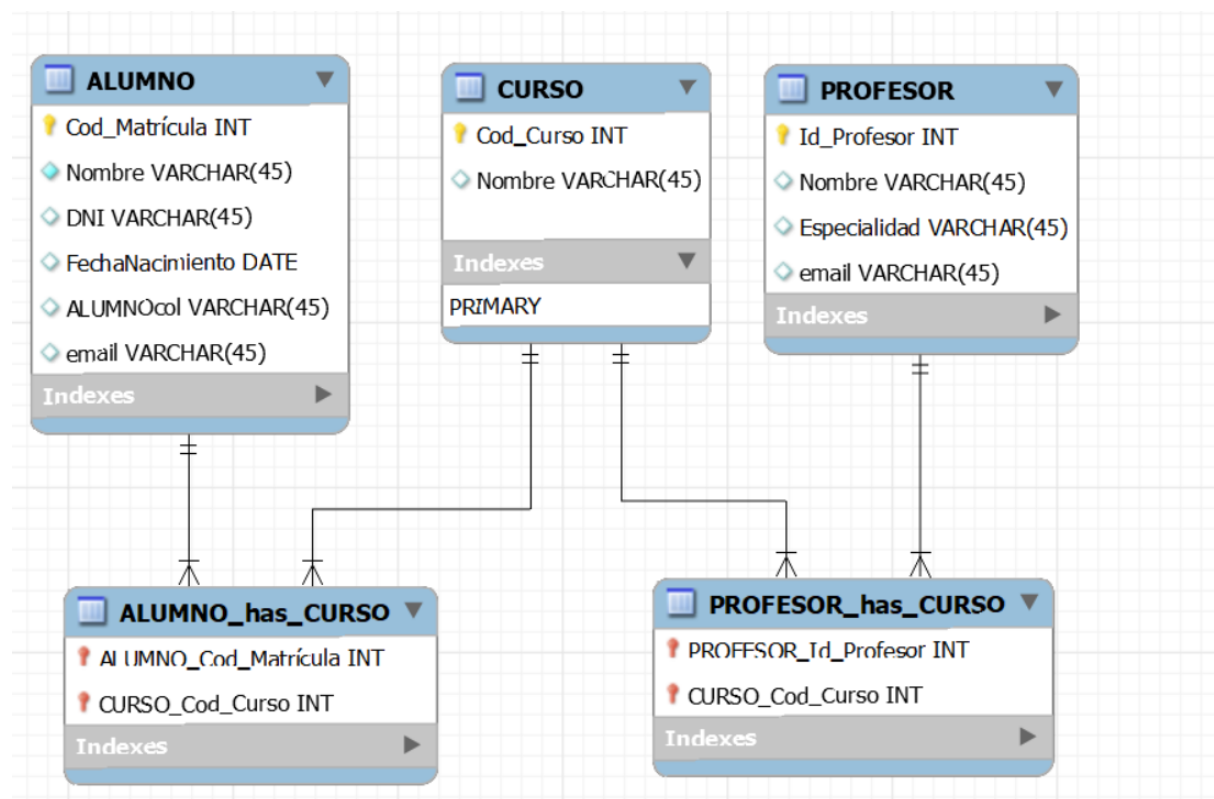 ALUMNO
Cod_Matrícula INT
Nombre VARCHAR(45)
DNI VARCHAR(45)
FechaNacimiento DATE
ALUMNOcol VARCHAR(45)
email VARCHAR(45)
Indexes
CURSO
Cod_Curso INT
Nombre VARCHAR(45)
Indexes
PRIMARY
PROFESOR
Id_Profesor INT
Nombre VARCHAR(45)
Especialidad VARCHAR(45)
email VARCHAR(45)
Indexes
ALUMNO_has_CURSO
ALUMNO_Cod_Matrícula INT
CURSO_Cod_Curso INT
Indexes
PROFESOR_has_CURSO
PROFESOR_Id_Profesor INT
CURSO_Cod_Curso INT
Indexes